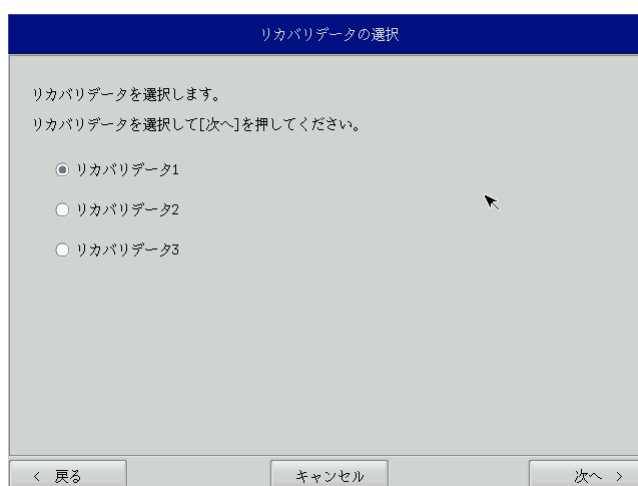 リカバリデータの選択
リカバリデータを選択します。
リカバリデータを選択して[次へ]を押してください。
リカバリデータ1
リカバリデータ2
リカバリデータ3
< 戻る
キャンセル
次へ >